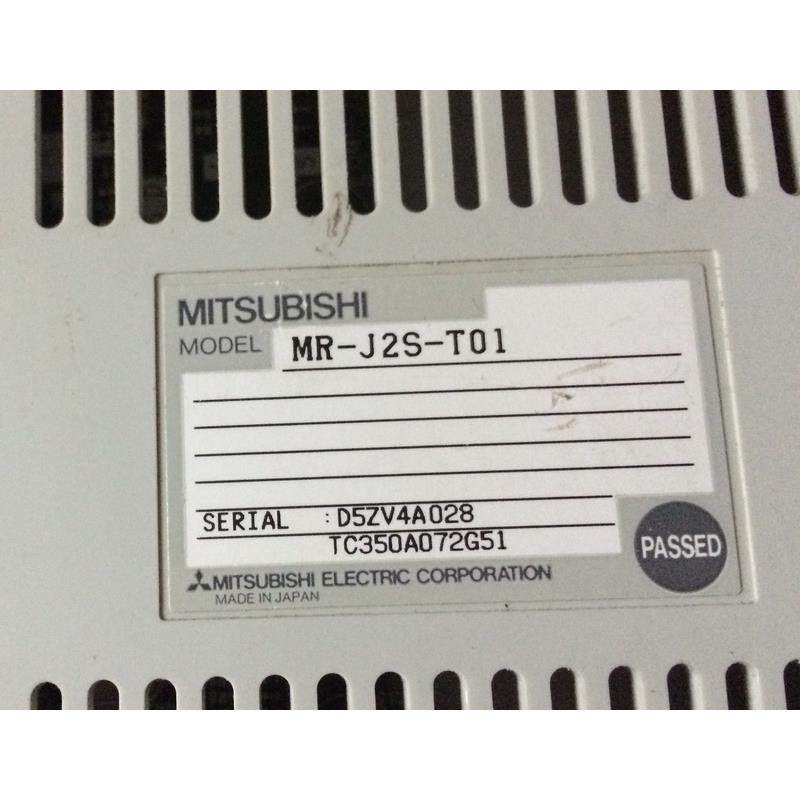 MITSUBISHI
MODEL MR-J2S-T01
SERIAL :D5ZV4A028
TC350A072G51
PASSED
MITSUBISHI ELECTRIC CORPORATION
MADE IN JAPAN